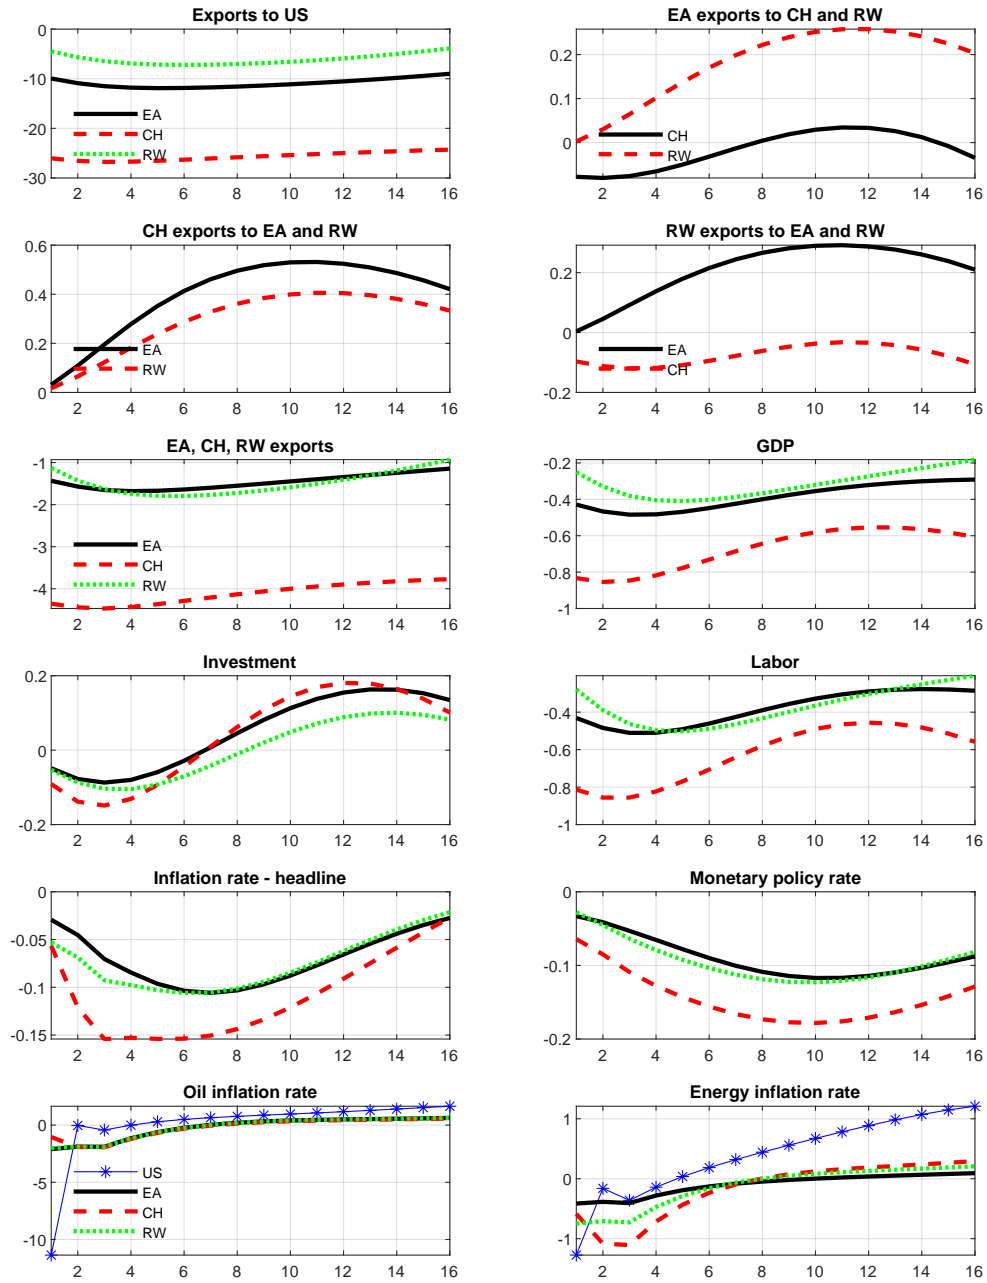 Exports to US
0
-10
-20
-30
EA
CH
RW
2 4 6 8 10 12 14 16
EA exports to CH and RW
0.2
0
CH
RW
2 4 6 8 10 12 14 16
CH exports to EA and RW
0.6
0.4
0.2
0
EA
RW
2 4 6 8 10 12 14 16
RW exports to EA and RW
0.2
0
-0.2
EA
CH
2 4 6 8 10 12 14 16
EA, CH, RW exports
-1
-2
-3
-4
EA
CH
RW
2 4 6 8 10 12 14 16
GDP
-0.2
-0.4
-0.6
-0.8
-1
2 4 6 8 10 12 14 16
Investment
0.2
0
-0.2
2 4 6 8 10 12 14 16
Labor
-0.4
-0.6
-0.8
-1
2 4 6 8 10 12 14 16
Inflation rate - headline
0
-0.05
-0.1
-0.15
2 4 6 8 10 12 14 16
Monetary policy rate
0
-0.1
-0.2
2 4 6 8 10 12 14 16
Oil inflation rate
0
-5
-10
US
EA
CH
RW
2 4 6 8 10 12 14 16
Energy inflation rate
1
0
-1
2 4 6 8 10 12 14 16